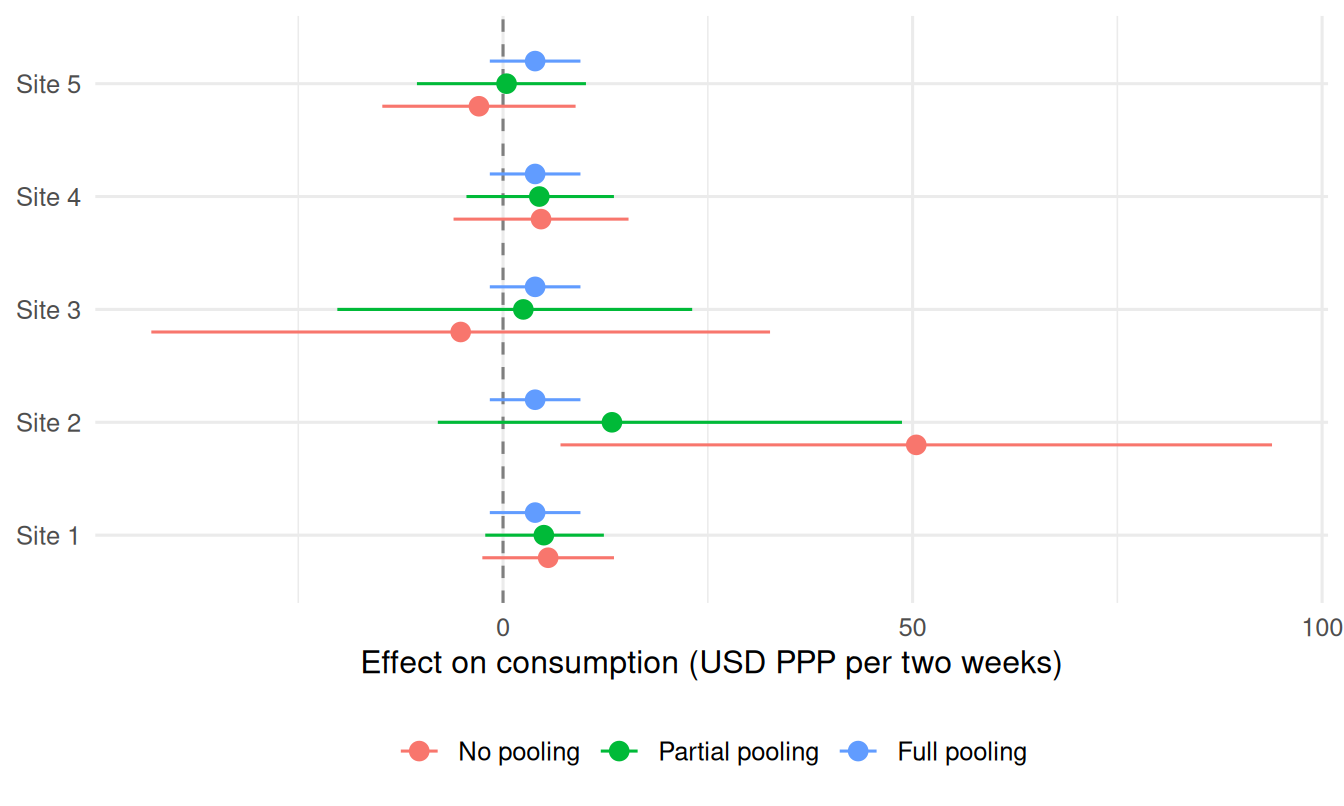 Site 5
Site 4
Site 3
Site 2
Site 1
0 50 100
Effect on consumption (USD PPP per two weeks)
No pooling Partial pooling Full pooling